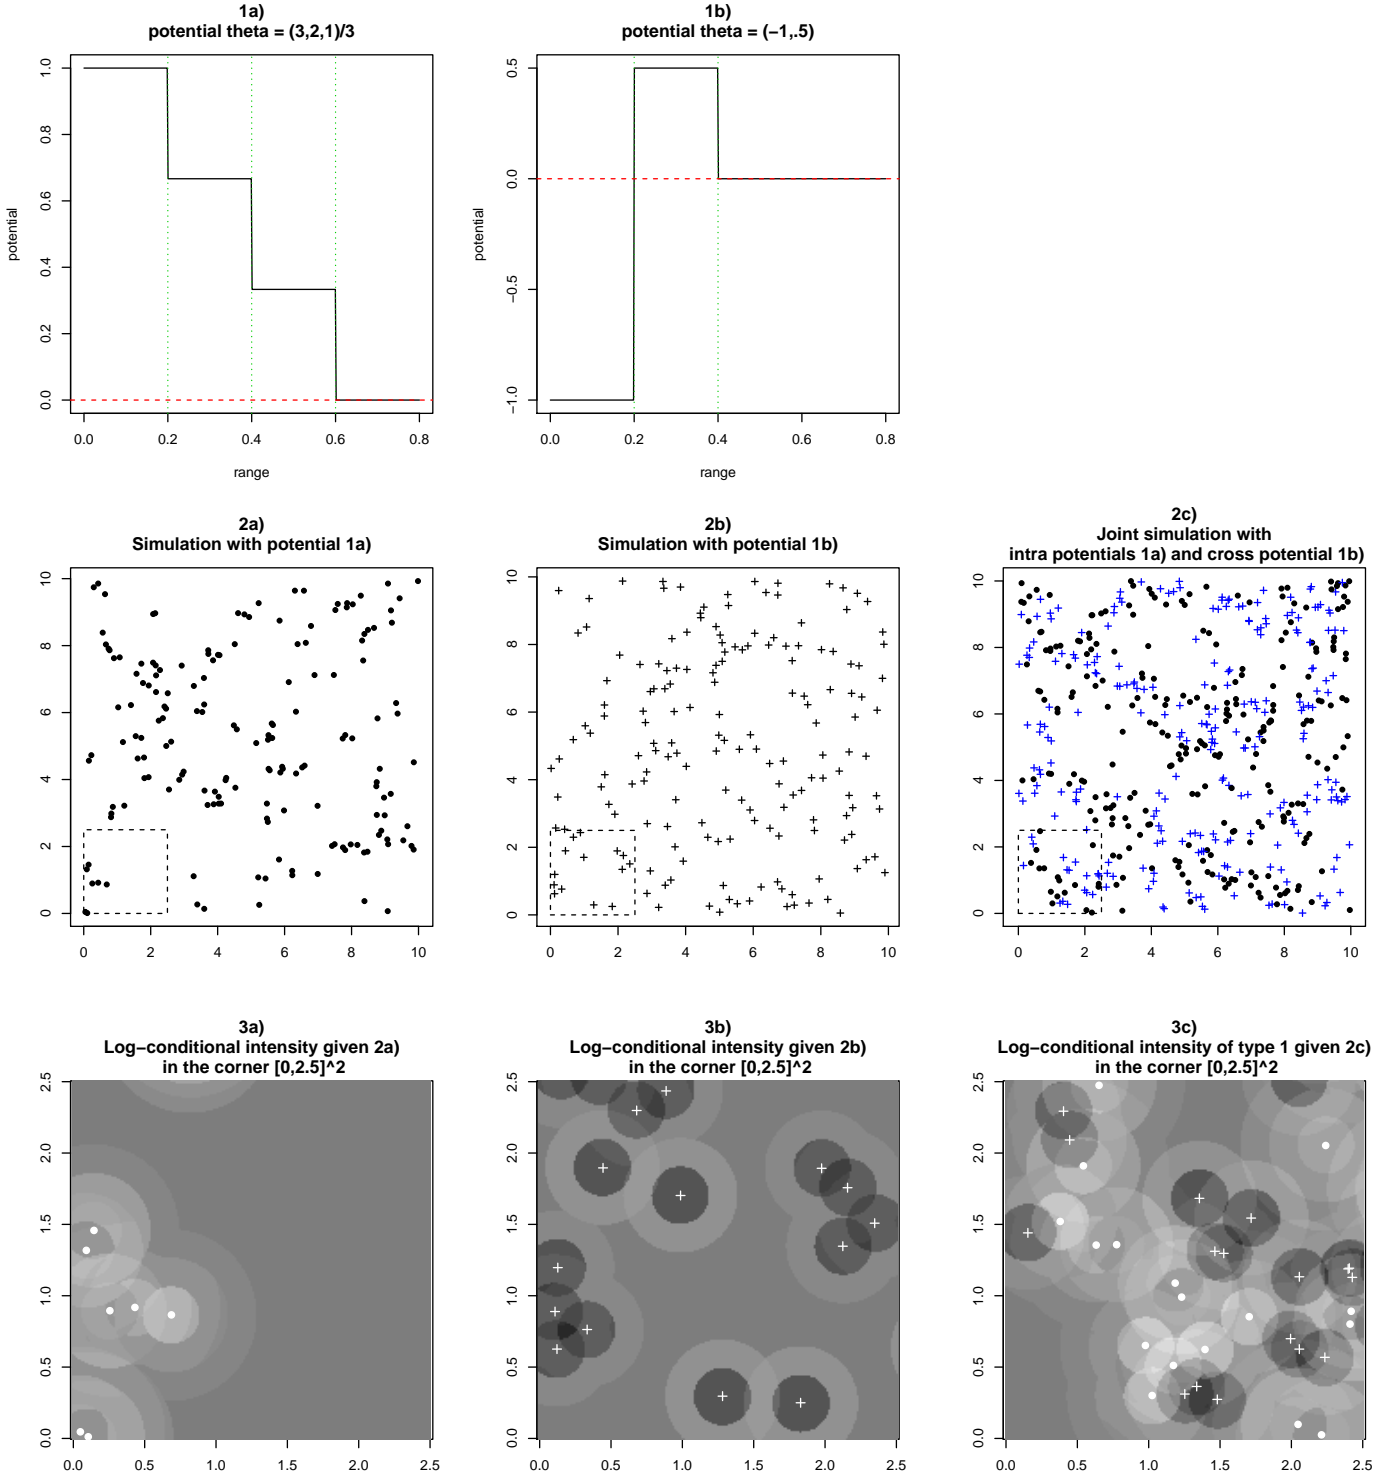 1a)
potential theta = (3,2,1)/3
potential
1.0
0.8
0.6
0.4
0.2
0.0
0.0 0.2 0.4 0.6 0.8
range
1b)
potential theta = (−1,.5)
potential
0.5
0.0
−0.5
−1.0
0.0 0.2 0.4 0.6 0.8
range
2a)
Simulation with potential 1a)
10
8
6
4
2
0
0 2 4 6 8 10
2b)
Simulation with potential 1b)
10
8
6
4
2
0
0 2 4 6 8 10
2c)
Joint simulation with
intra potentials 1a) and cross potential 1b)
10
8
6
4
2
0
0 2 4 6 8 10
3a)
Log−conditional intensity given 2a)
in the corner [0,2.5]^2
2.5
2.0
1.5
1.0
0.5
0.0
0.0 0.5 1.0 1.5 2.0 2.5
3b)
Log−conditional intensity given 2b)
in the corner [0,2.5]^2
2.5
2.0
1.5
1.0
0.5
0.0
0.0 0.5 1.0 1.5 2.0 2.5
3c)
Log−conditional intensity of type 1 given 2c)
in the corner [0,2.5]^2
2.5
2.0
1.5
1.0
0.5
0.0
0.0 0.5 1.0 1.5 2.0 2.5